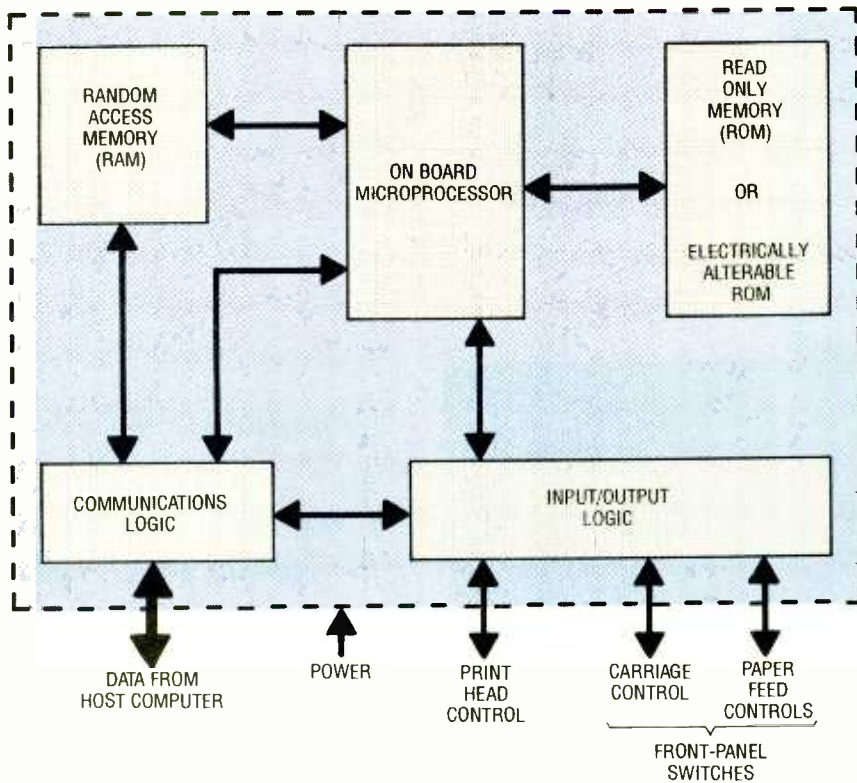 RANDOM
ACCESS
MEMORY
(RAM)
ON BOARD
MICROPROCESSOR
READ
ONLY
MEMORY
(ROM)
OR
ELECTRICALLY
ALTERABLE
ROM
COMMUNICATIONS
LOGIC
INPUT/OUTPUT
LOGIC
DATA FROM
HOST COMPUTER
POWER
PRINT
HEAD
CONTROL
CARRIAGE
CONTROL
PAPER
FEED
CONTROLS
FRONT-PANEL
SWITCHES